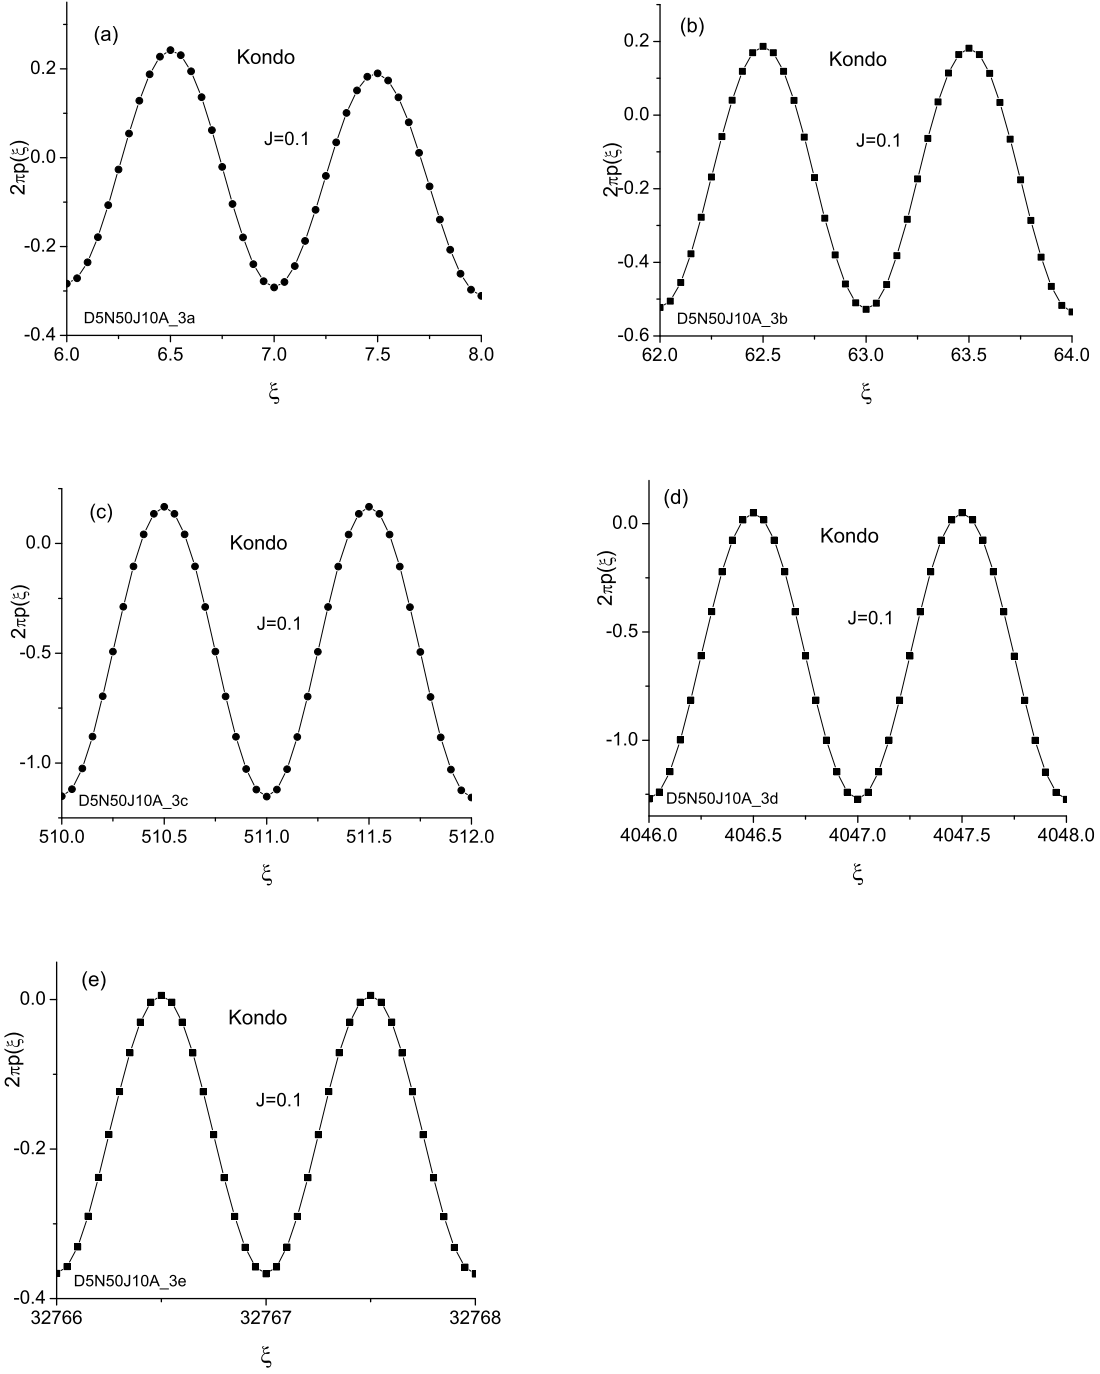 (a)
Kondo
J=0.1
2πp(ξ)
0.2
0.0
-0.2
-0.4
D5N50J10A_3a
6.0 6.5 7.0 7.5 8.0
ξ
(b)
Kondo
J=0.1
2πp(ξ)
0.2
0.0
-0.2
-0.4
-0.6
D5N50J10A_3b
62.0 62.5 63.0 63.5 64.0
ξ
(c)
Kondo
J=0.1
2πp(ξ)
0.0
-0.5
-1.0
D5N50J10A_3c
510.0 510.5 511.0 511.5 512.0
ξ
(d)
Kondo
J=0.1
2πp(ξ)
0.0
-0.5
-1.0
D5N50J10A_3d
4046.0 4046.5 4047.0 4047.5 4048.0
ξ
(e)
Kondo
J=0.1
2πp(ξ)
0.0
-0.2
-0.4
D5N50J10A_3e
32766 32767 32768
ξ